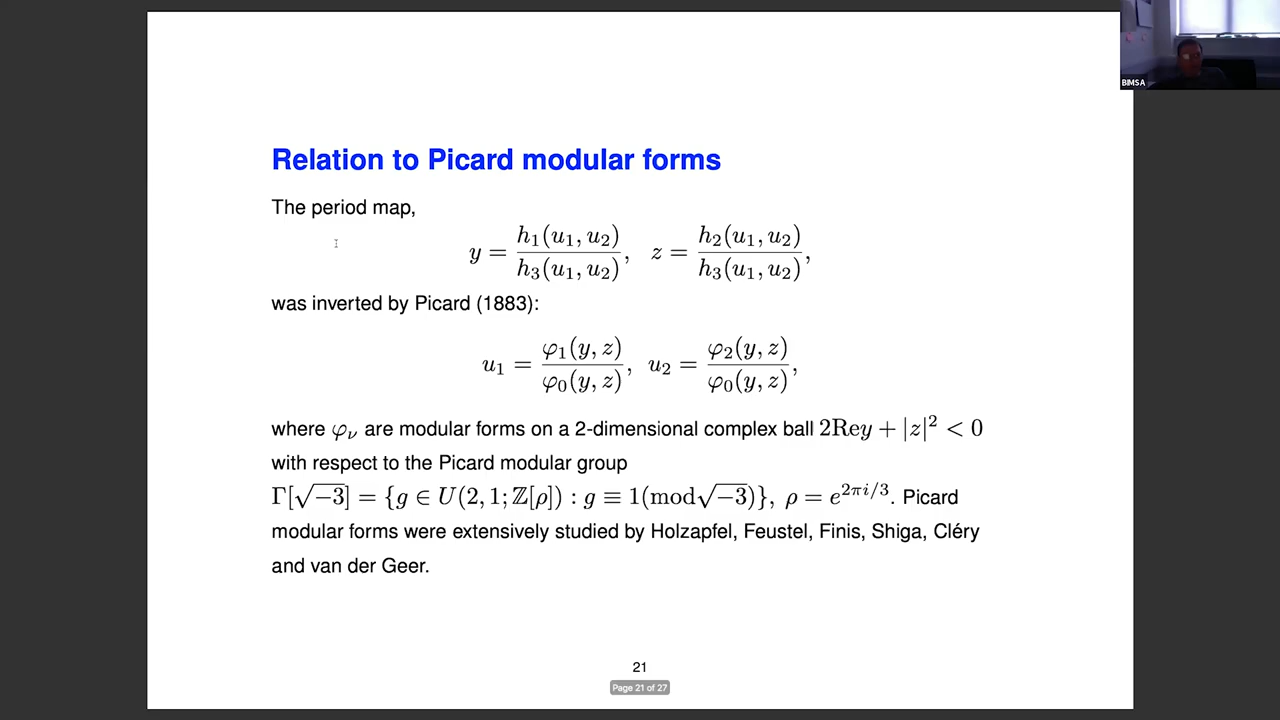 BIMSA
Relation to Picard modular forms
The period map,
y = h₁(u₁, u₂) / h₃(u₁, u₂), z = h₂(u₁, u₂) / h₃(u₁, u₂),
was inverted by Picard (1883):
u₁ = φ₁(y, z) / φ₀(y, z), u₂ = φ₂(y, z) / φ₀(y, z),
where φ_ν are modular forms on a 2-dimensional complex ball 2Rey + |z|² < 0
with respect to the Picard modular group
Γ[√−3] = {g ∈ U(2, 1; ℤ[ρ]) : g ≡ 1(mod√−3)}, ρ = e^{2πi/3}. Picard
modular forms were extensively studied by Holzapfel, Feustel, Finis, Shiga, Cléry
and van der Geer.
21
Page 21 of 27